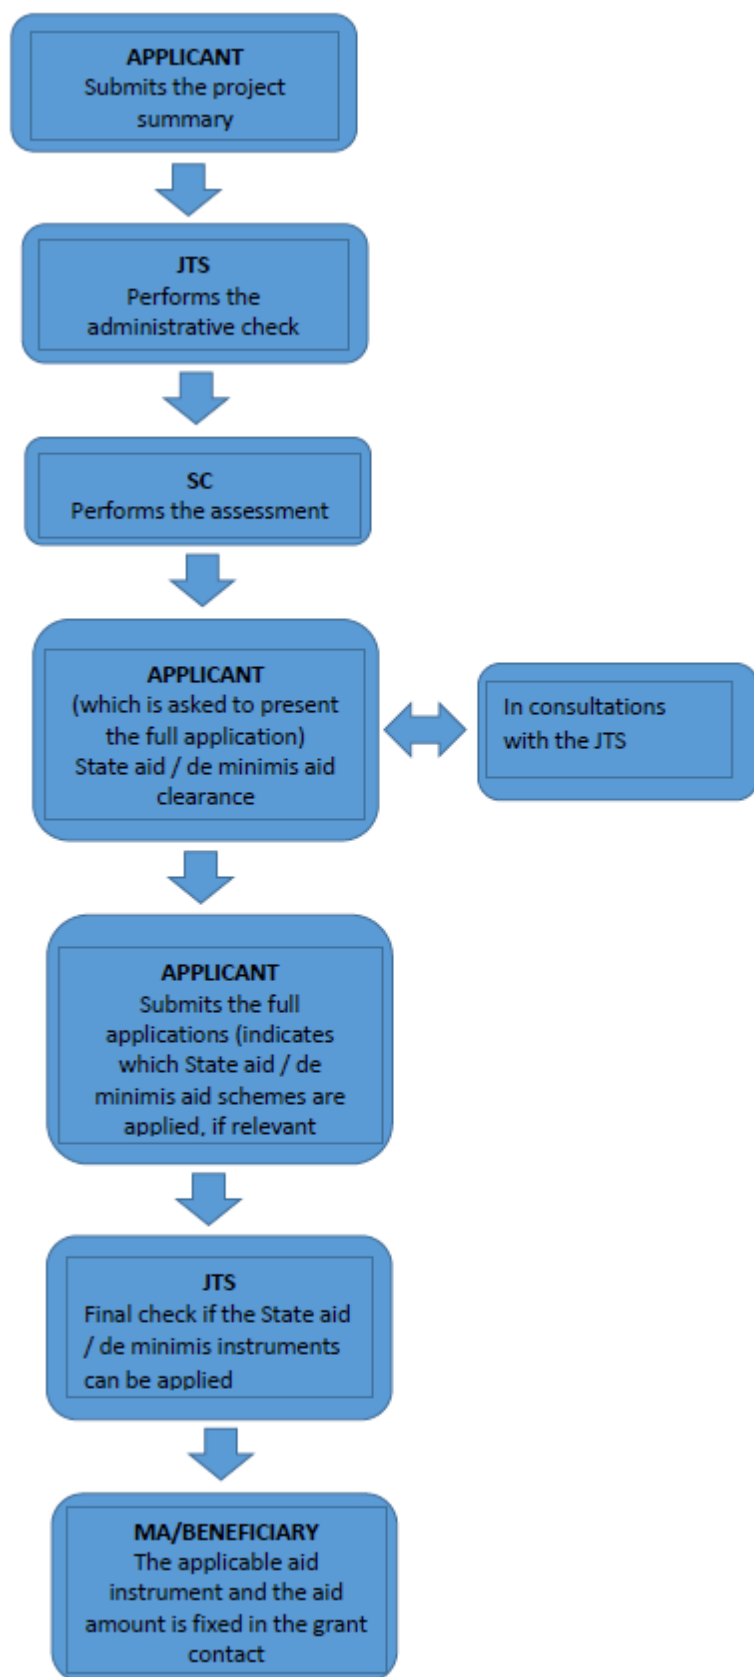 APPLICANT
Submits the project
summary
JTS
Performs the
administrative check
SC
Performs the assessment
APPLICANT
(which is asked to present
the full application)
State aid / de minimis aid
clearance
In consultations
with the JTS
APPLICANT
Submits the full
applications (indicates
which State aid / de
minimis aid schemes are
applied, if relevant
JTS
Final check if the State aid
/ de minimis instruments
can be applied
MA/BENEFICIARY
The applicable aid
instrument and the aid
amount is fixed in the grant
contact